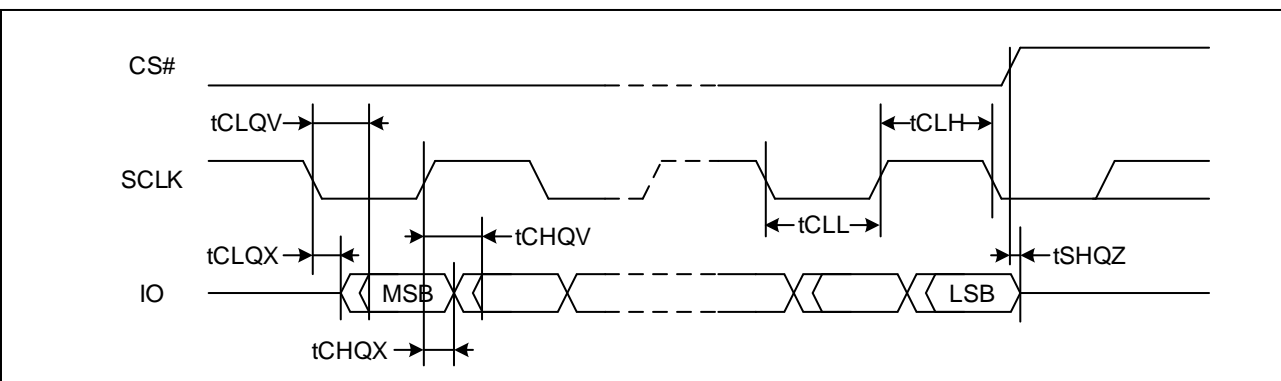 CS#
tCLQV
tCLH
SCLK
tCLL
tCHQV
tCLQX
tSHQZ
IO
MSB
LSB
tCHQX